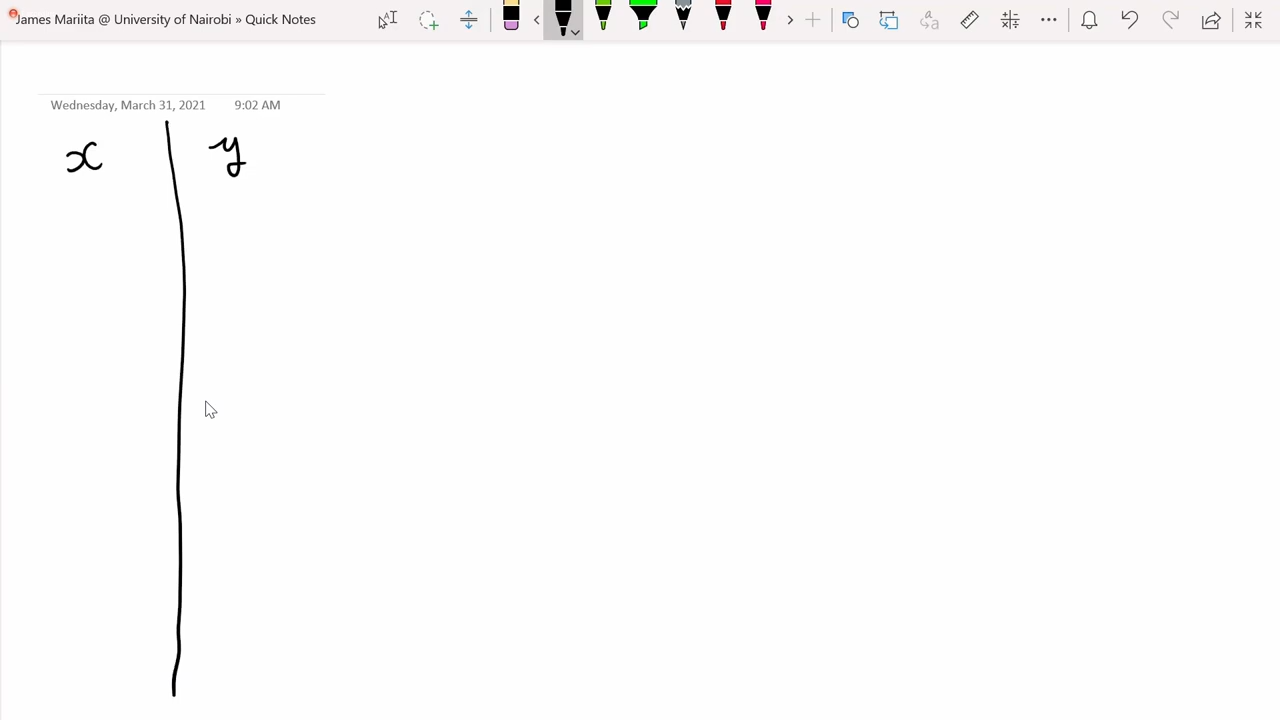 James Mariita @ University of Nairobi » Quick Notes
Wednesday, March 31, 2021 9:02 AM
x y